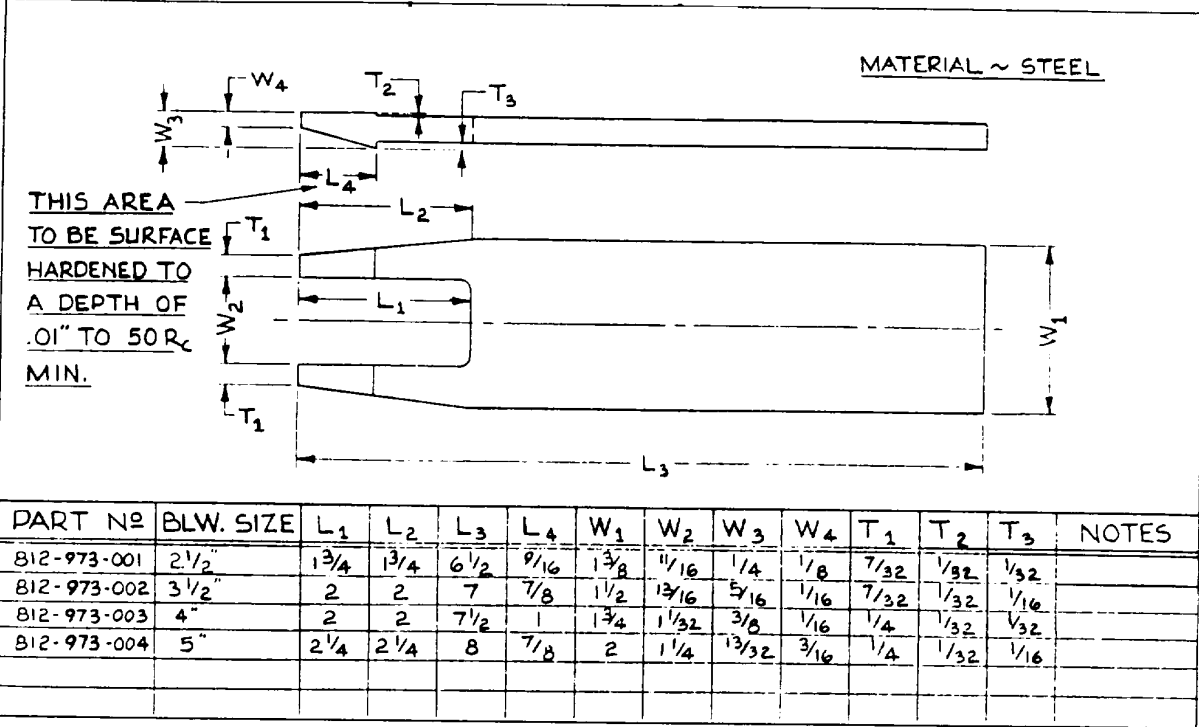 MATERIAL ~ STEEL
W₄
T₂
T₃
W₃
L₄
THIS AREA
TO BE SURFACE
HARDENED TO
A DEPTH OF
.01" TO 50 Rc
MIN.
L₂
T₁
L₁
W₂
W₁
T₁
L₃
PART Nº BLW. SIZE L₁ L₂ L₃ L₄ W₁ W₂ W₃ W₄ T₁ T₂ T₃ NOTES
812-973-001 2 1/2" 1 3/4 1 3/4 6 1/2 9/16 1 3/8 11/16 1/4 1/8 7/32 1/32 1/32
812-973-002 3 1/2" 2 2 7 7/8 1 1/2 13/16 5/16 1/16 7/32 1/32 1/16
812-973-003 4" 2 2 7 1/2 1 1 3/4 1 1/32 3/8 1/16 1/4 1/32 1/32
812-973-004 5" 2 1/4 2 1/4 8 7/8 2 1 1/4 13/32 3/16 1/4 1/32 1/16